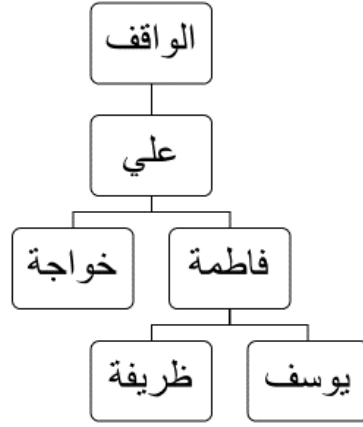 الواقف
علي
فاطمة
خواجة
يوسف
ظريفة